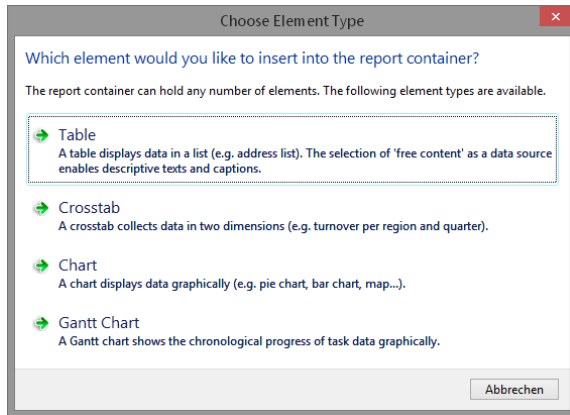 Choose Element Type
Which element would you like to insert into the report container?
The report container can hold any number of elements. The following element types are available.
Table
A table displays data in a list (e.g. address list). The selection of 'free content' as a data source
enables descriptive texts and captions.
Crosstab
A crosstab collects data in two dimensions (e.g. turnover per region and quarter).
Chart
A chart displays data graphically (e.g. pie chart, bar chart, map...).
Gantt Chart
A Gantt chart shows the chronological progress of task data graphically.
Abbrechen